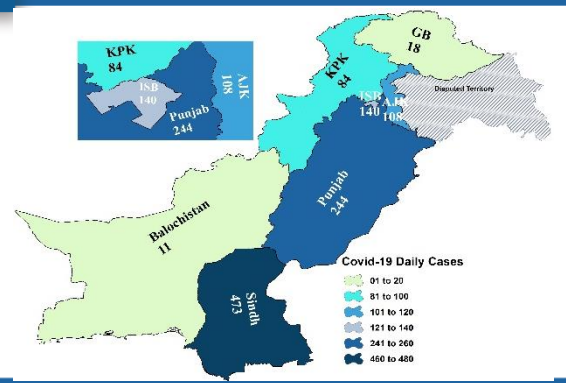 KPK
84
ISB
140
Punjab
244
AJK
108
GB
18
KPK
84
ISB
140
AJK
108
Disputed Territory
Punjab
244
Balochistan
11
Sindh
473
Covid-19 Daily Cases
01 to 20
81 to 100
101 to 120
121 to 140
241 to 260
460 to 480